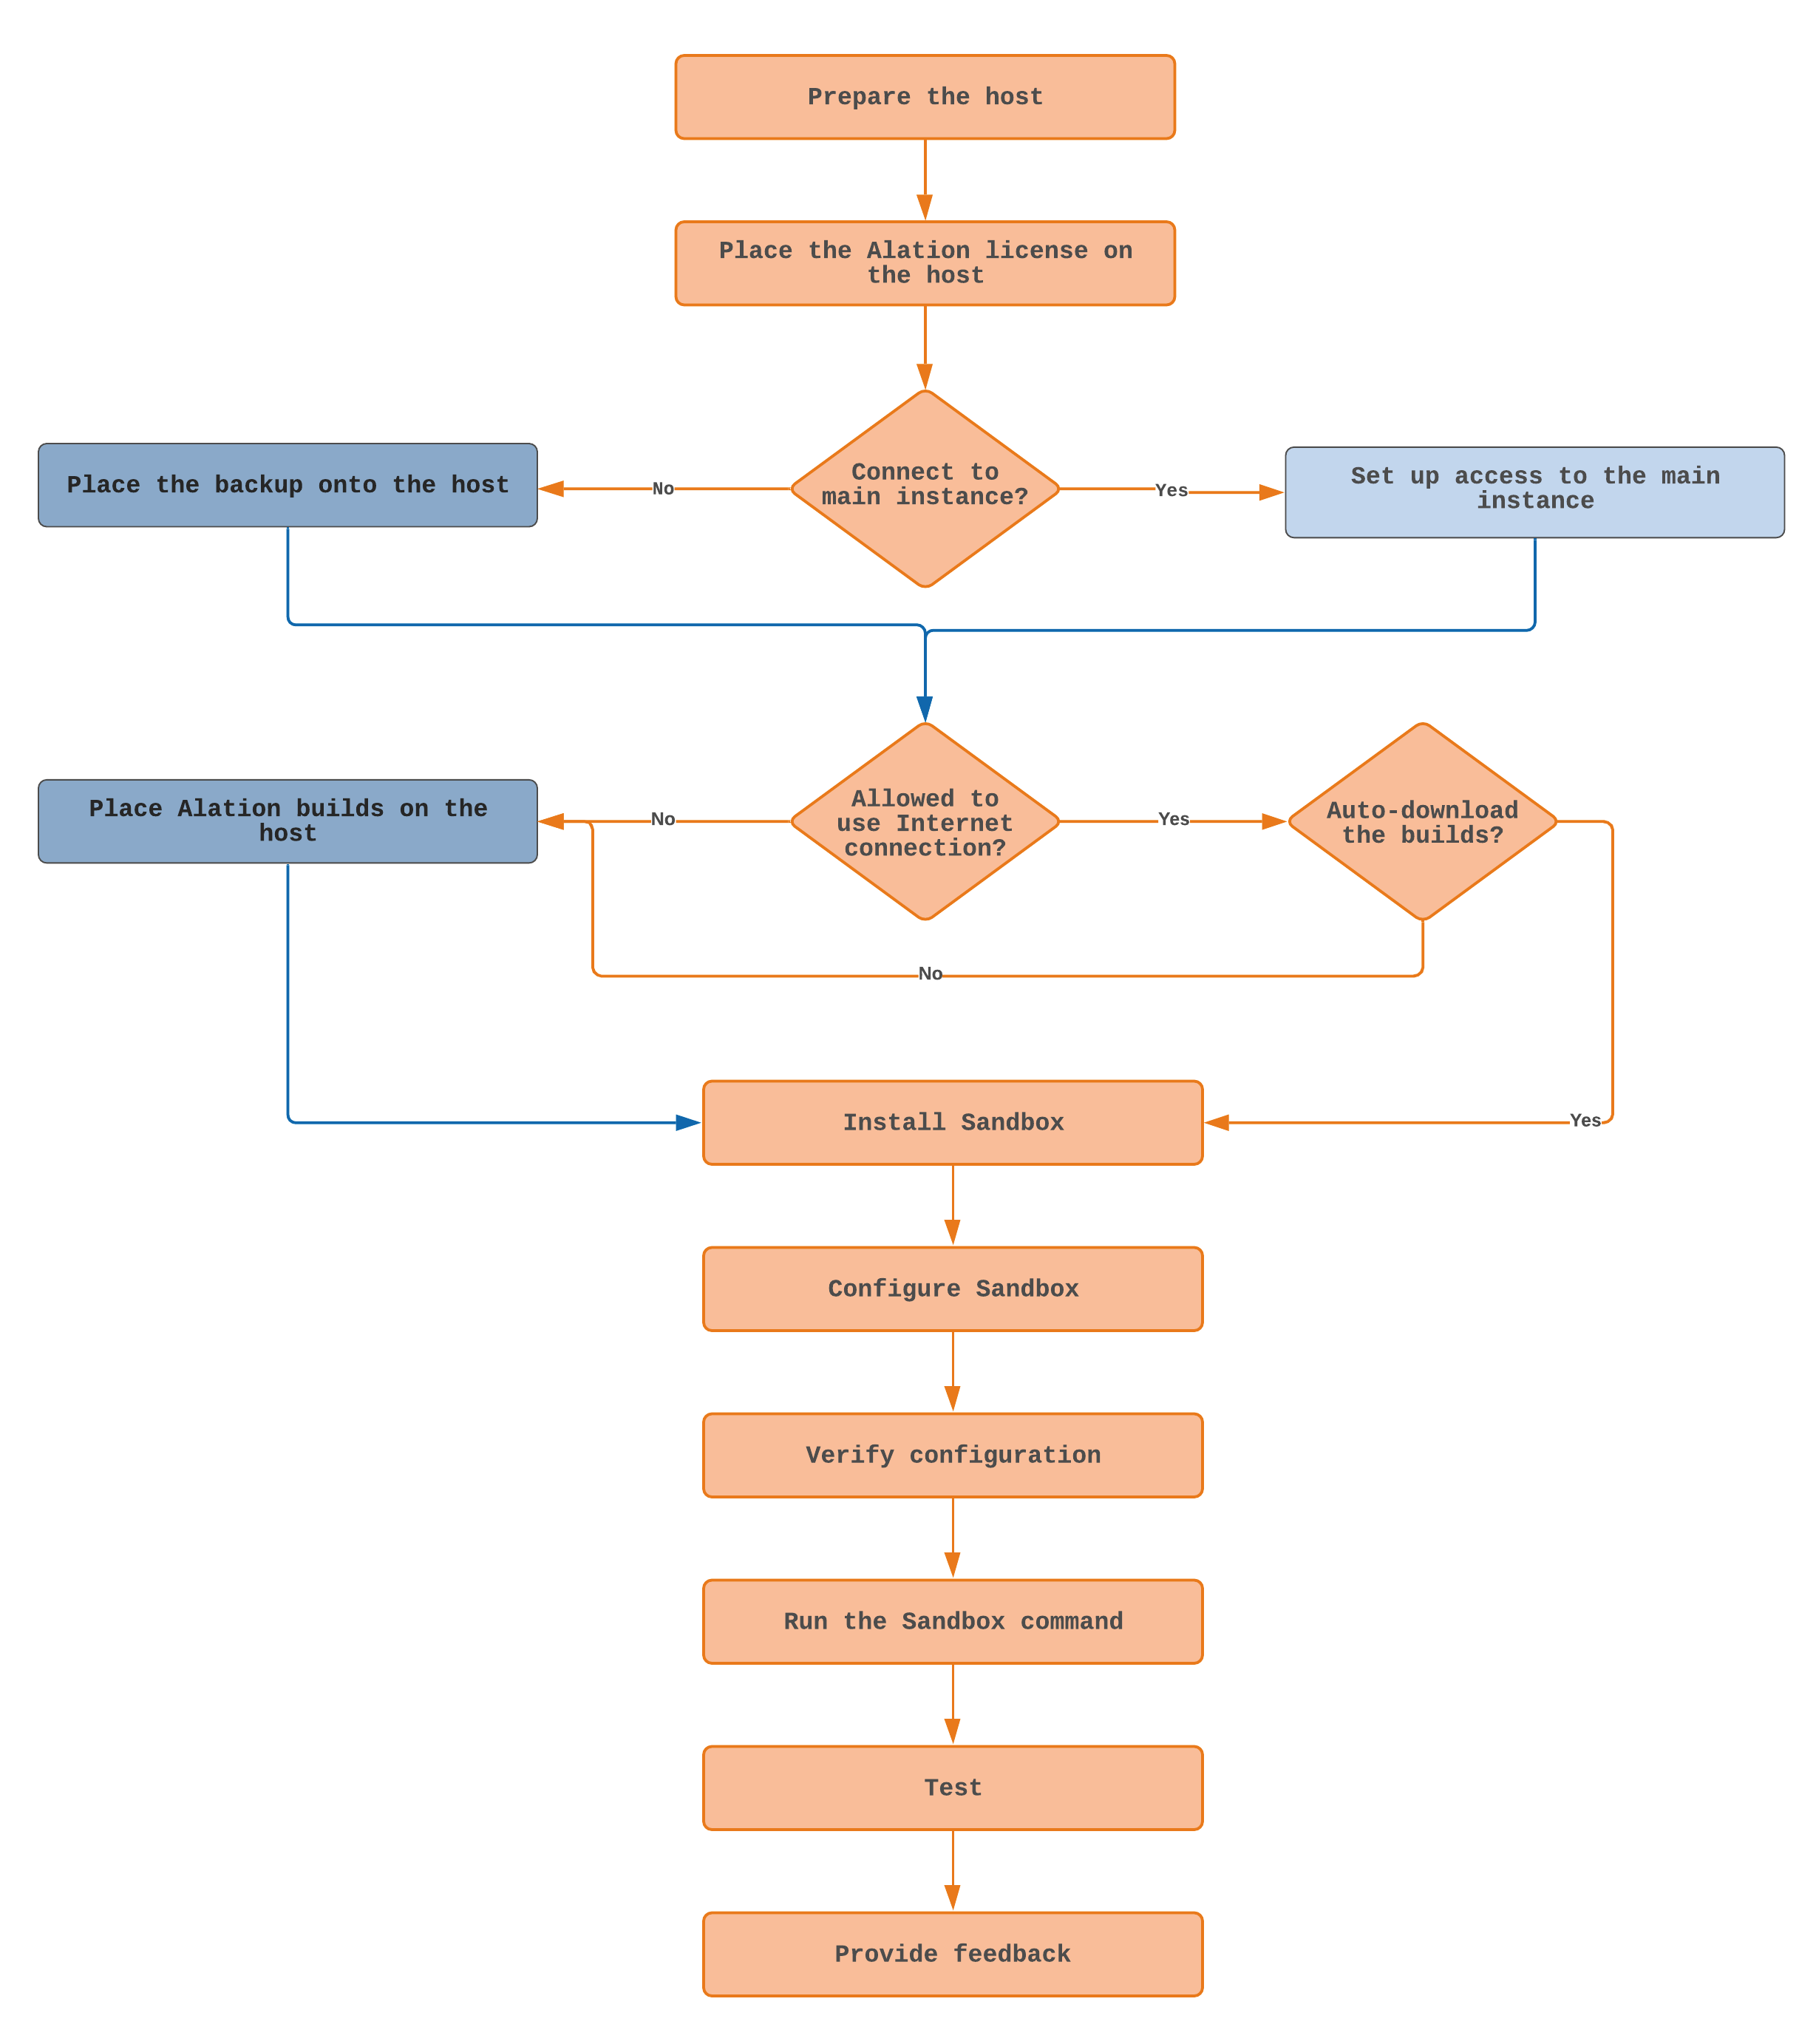 Prepare the host
Place the Alation license on
the host
Connect to
main instance?
No
Place the backup onto the host
Yes
Set up access to the main
instance
Allowed to
use Internet
connection?
No
Place Alation builds on the
host
Yes
Auto-download
the builds?
No
Yes
Install Sandbox
Configure Sandbox
Verify configuration
Run the Sandbox command
Test
Provide feedback